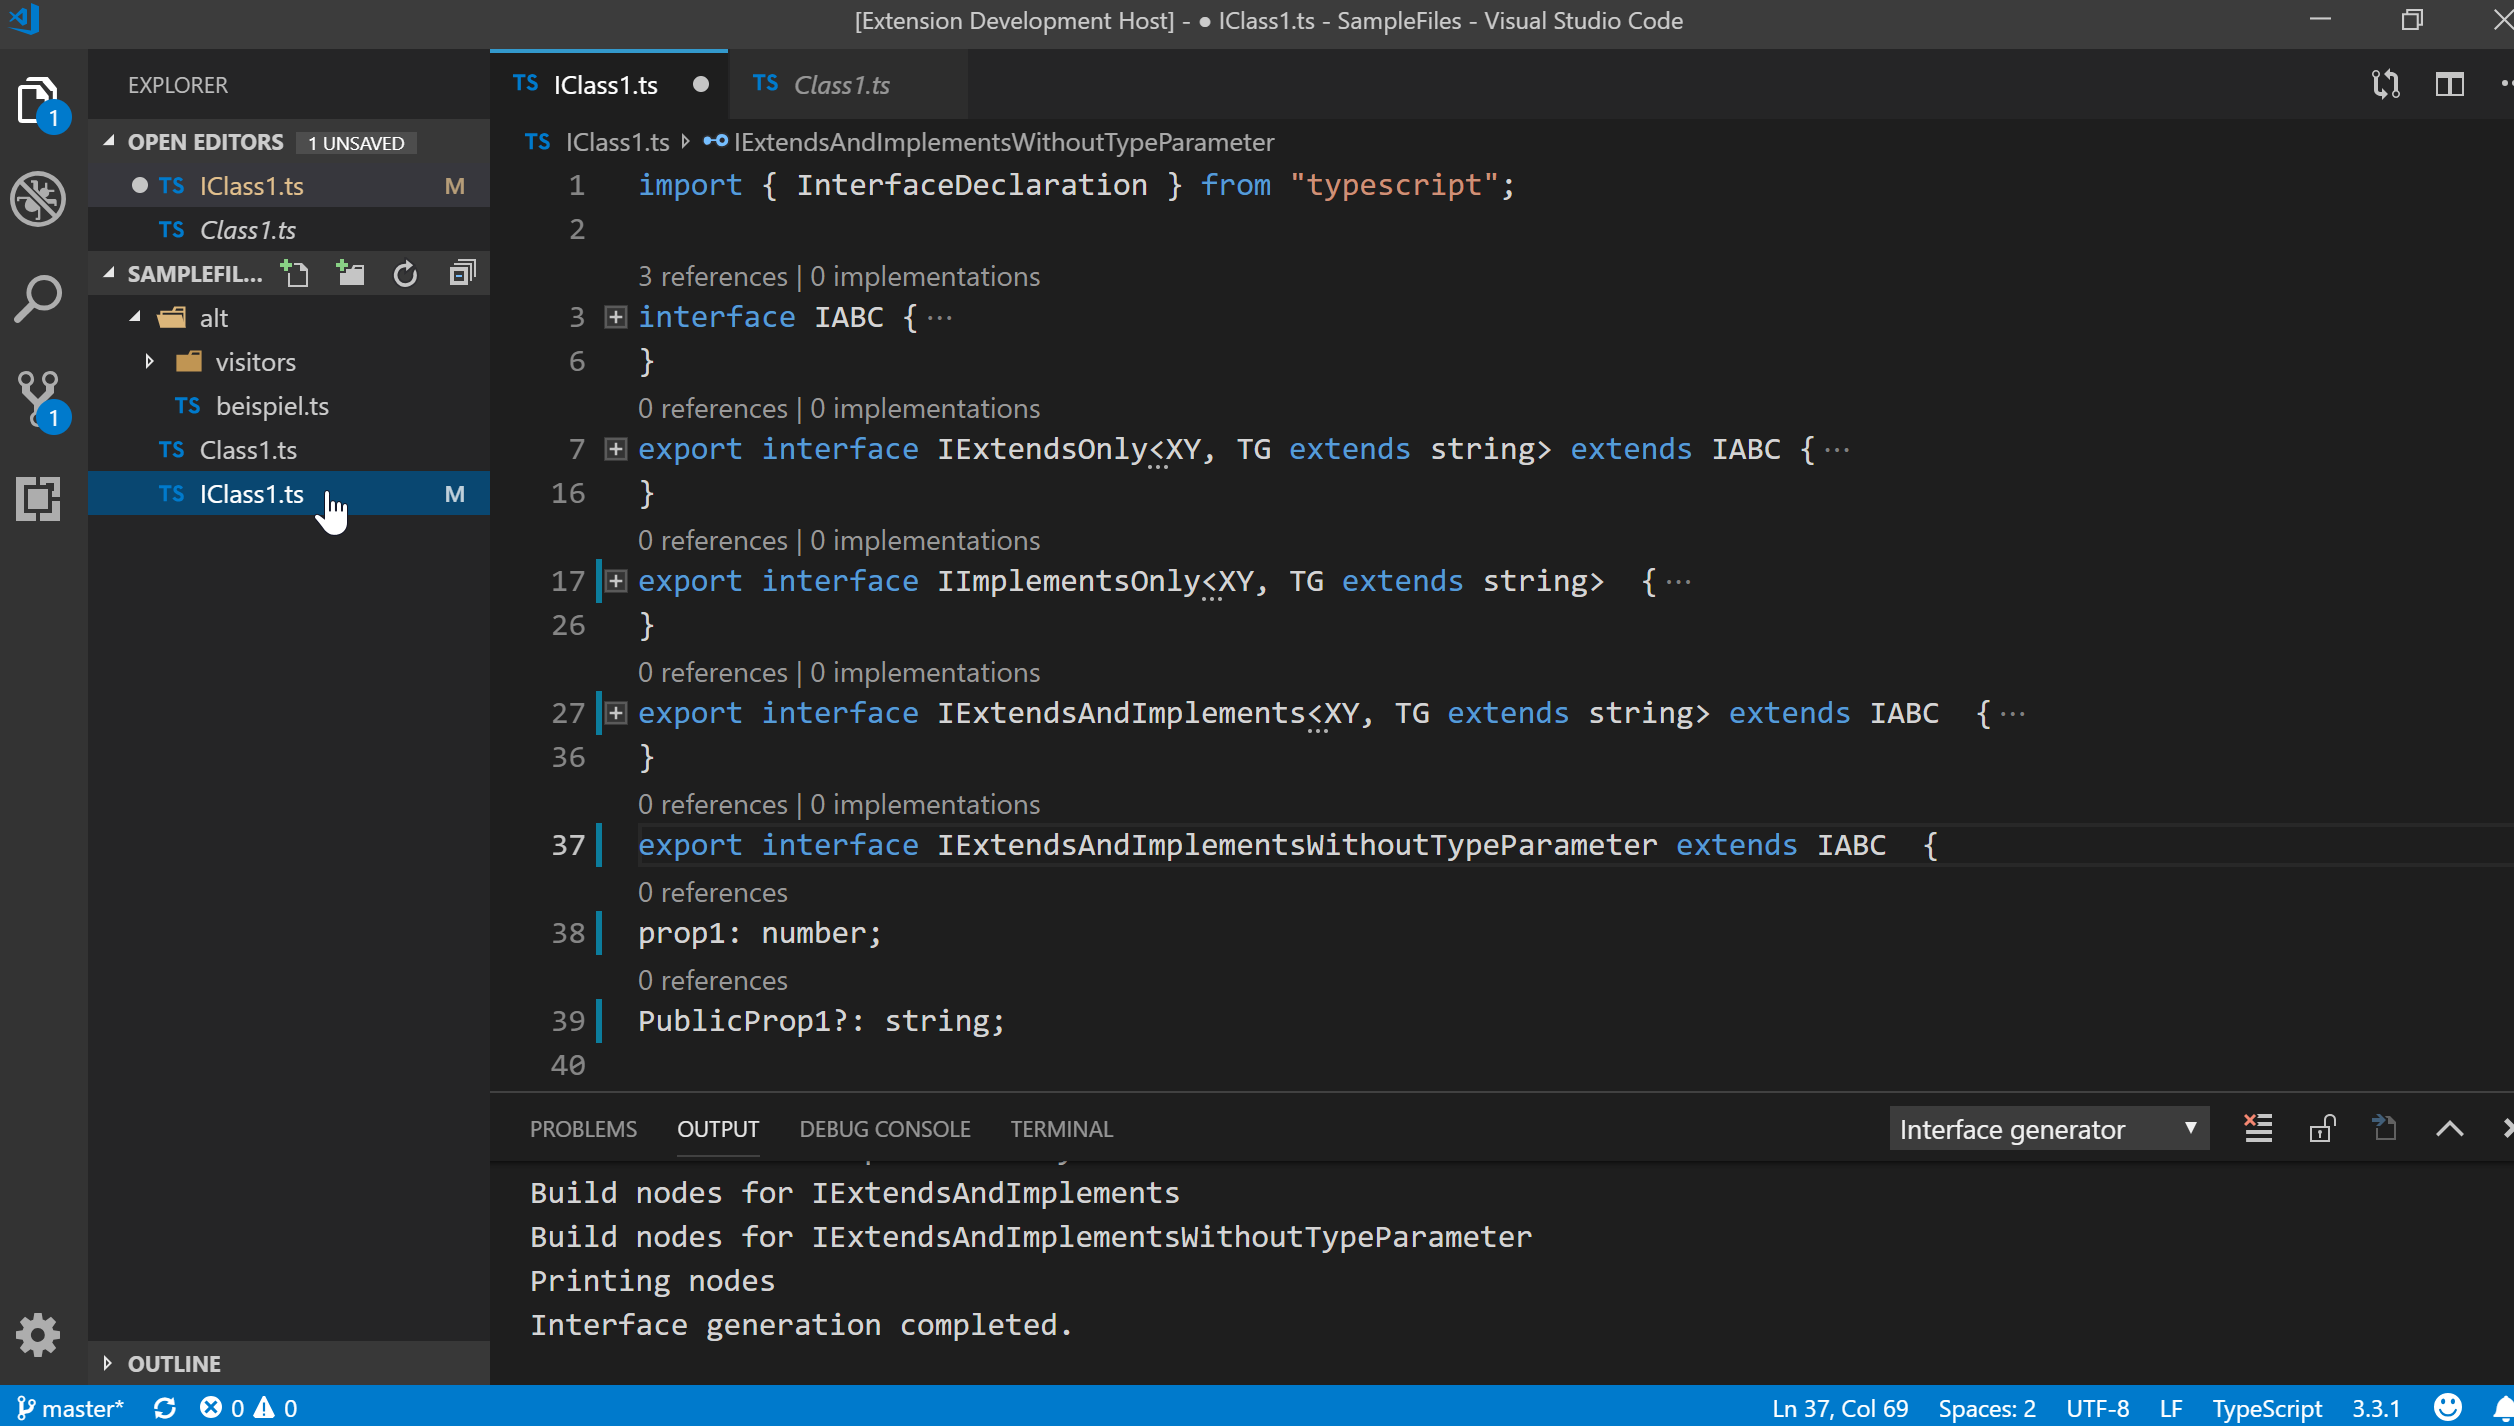 [Extension Development Host] - ● IClass1.ts - SampleFiles - Visual Studio Code
EXPLORER
1
OPEN EDITORS 1 UNSAVED
TS IClass1.ts M
TS Class1.ts
SAMPLEFIL...
alt
visitors
TS beispiel.ts
1
TS Class1.ts
TS IClass1.ts M
OUTLINE
TS IClass1.ts ● TS Class1.ts
TS IClass1.ts IExtendsAndImplementsWithoutTypeParameter
1 import { InterfaceDeclaration } from "typescript";
2
3 references | 0 implementations
3 interface IABC {···
6 }
0 references | 0 implementations
7 export interface IExtendsOnly<XY, TG extends string> extends IABC {···
16 }
0 references | 0 implementations
17 export interface IImplementsOnly<XY, TG extends string>  {···
26 }
0 references | 0 implementations
27 export interface IExtendsAndImplements<XY, TG extends string> extends IABC  {···
36 }
0 references | 0 implementations
37 export interface IExtendsAndImplementsWithoutTypeParameter extends IABC  {
0 references
38 prop1: number;
0 references
39 PublicProp1?: string;
40
PROBLEMS OUTPUT DEBUG CONSOLE TERMINAL Interface generator
Build nodes for IExtendsAndImplements
Build nodes for IExtendsAndImplementsWithoutTypeParameter
Printing nodes
Interface generation completed.
master* 0 0 Ln 37, Col 69 Spaces: 2 UTF-8 LF TypeScript 3.3.1